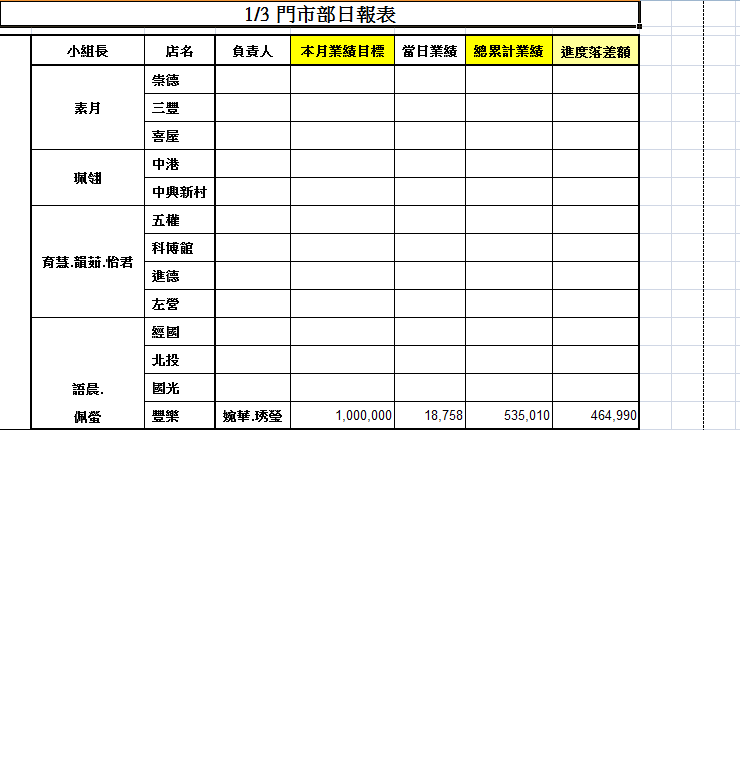 1/3 門市部日報表
小組長 店名 負責人 本月業績目標 當日業績 總累計業績 進度落差額
素月 崇德
三豐
喜屋
珮翎 中港
中興新村
育慧.韻茹.怡君 五權
科博館
進德
左營
語晨. 經國
北投
國光
佩螢 豐樂 婉華.琇瑩 1,000,000 18,758 535,010 464,990